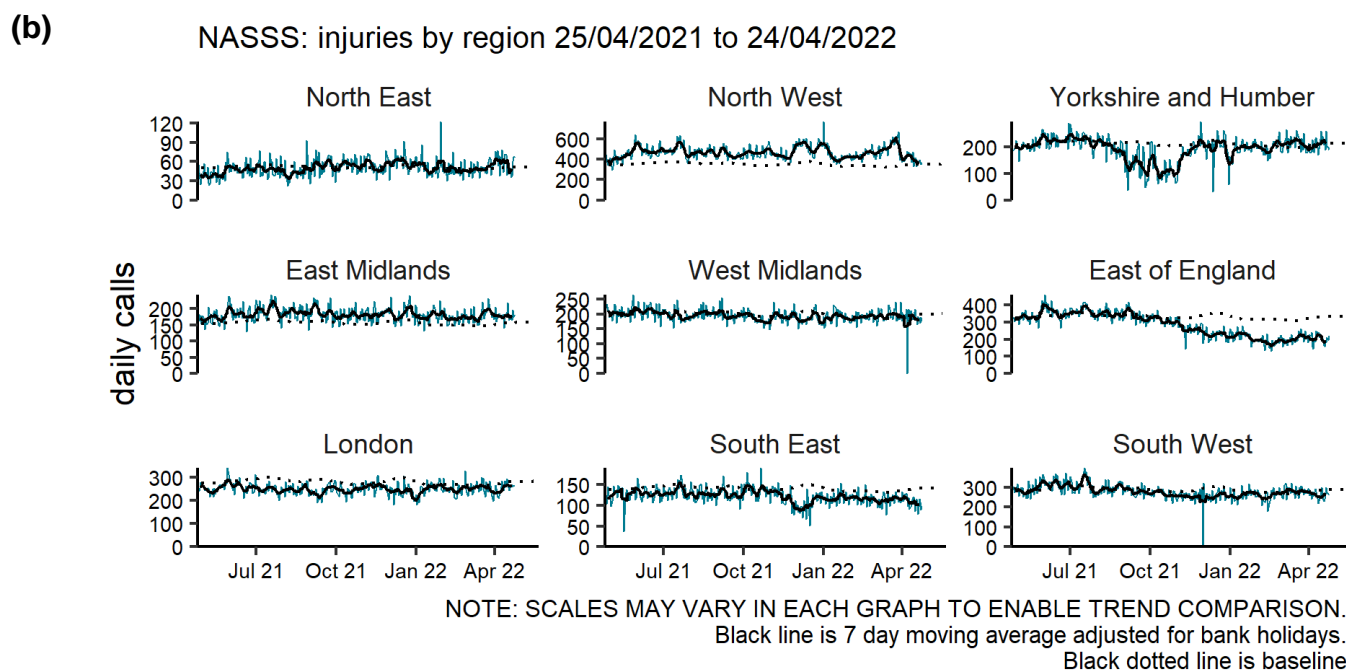 (b)
NASSS: injuries by region 25/04/2021 to 24/04/2022
North East
North West
Yorkshire and Humber
120
90
60
30
0
600
400
200
0
200
100
0
East Midlands
West Midlands
East of England
200
150
100
50
0
250
200
150
100
50
0
400
300
200
100
0
daily calls
London
South East
South West
300
200
100
0
150
100
50
0
300
200
100
0
Jul 21 Oct 21 Jan 22 Apr 22
Jul 21 Oct 21 Jan 22 Apr 22
Jul 21 Oct 21 Jan 22 Apr 22
NOTE: SCALES MAY VARY IN EACH GRAPH TO ENABLE TREND COMPARISON.
Black line is 7 day moving average adjusted for bank holidays.
Black dotted line is baseline